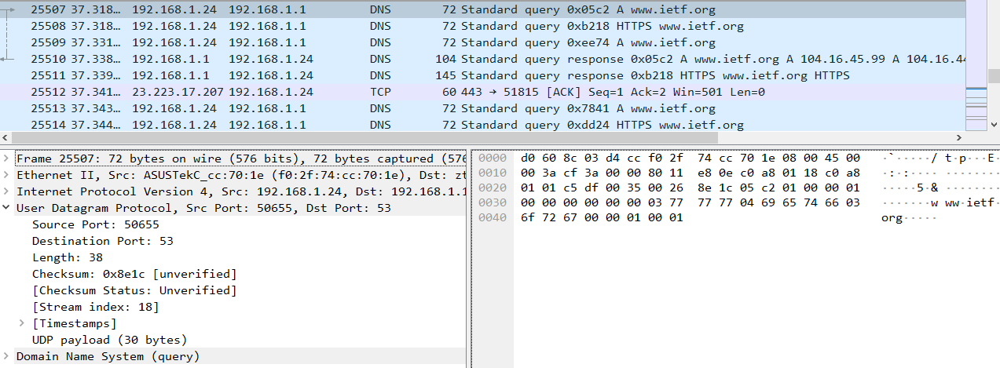 25507 37.318… 192.168.1.24 192.168.1.1 DNS 72 Standard query 0x05c2 A www.ietf.org
25508 37.318… 192.168.1.24 192.168.1.1 DNS 72 Standard query 0xb218 HTTPS www.ietf.org
25509 37.331… 192.168.1.24 192.168.1.1 DNS 72 Standard query 0xee74 A www.ietf.org
25510 37.338… 192.168.1.1 192.168.1.24 DNS 104 Standard query response 0x05c2 A www.ietf.org A 104.16.45.99 A 104.16.44
25511 37.339… 192.168.1.1 192.168.1.24 DNS 145 Standard query response 0xb218 HTTPS www.ietf.org HTTPS
25512 37.341… 23.223.17.207 192.168.1.24 TCP 60 443 → 51815 [ACK] Seq=1 Ack=2 Win=501 Len=0
25513 37.343… 192.168.1.24 192.168.1.1 DNS 72 Standard query 0x7841 A www.ietf.org
25514 37.344… 192.168.1.24 192.168.1.1 DNS 72 Standard query 0xdd24 HTTPS www.ietf.org
Frame 25507: 72 bytes on wire (576 bits), 72 bytes captured (576
Ethernet II, Src: ASUSTekC_cc:70:1e (f0:2f:74:cc:70:1e), Dst: zt
Internet Protocol Version 4, Src: 192.168.1.24, Dst: 192.168.1.1
User Datagram Protocol, Src Port: 50655, Dst Port: 53
Source Port: 50655
Destination Port: 53
Length: 38
Checksum: 0x8e1c [unverified]
[Checksum Status: Unverified]
[Stream index: 18]
[Timestamps]
UDP payload (30 bytes)
Domain Name System (query)
0000 d0 60 8c 03 d4 cc f0 2f 74 cc 70 1e 08 00 45 00 ·`·····/ t·p···E·
0010 00 3a cf 3a 00 00 80 11 e8 0e c0 a8 01 18 c0 a8 ·:·:···· ········
0020 01 01 c5 df 00 35 00 26 8e 1c 05 c2 01 00 00 01 ·····5·& ········
0030 00 00 00 00 00 00 03 77 77 77 04 69 65 74 66 03 ·······w ww·ietf·
0040 6f 72 67 00 00 01 00 01 org·····